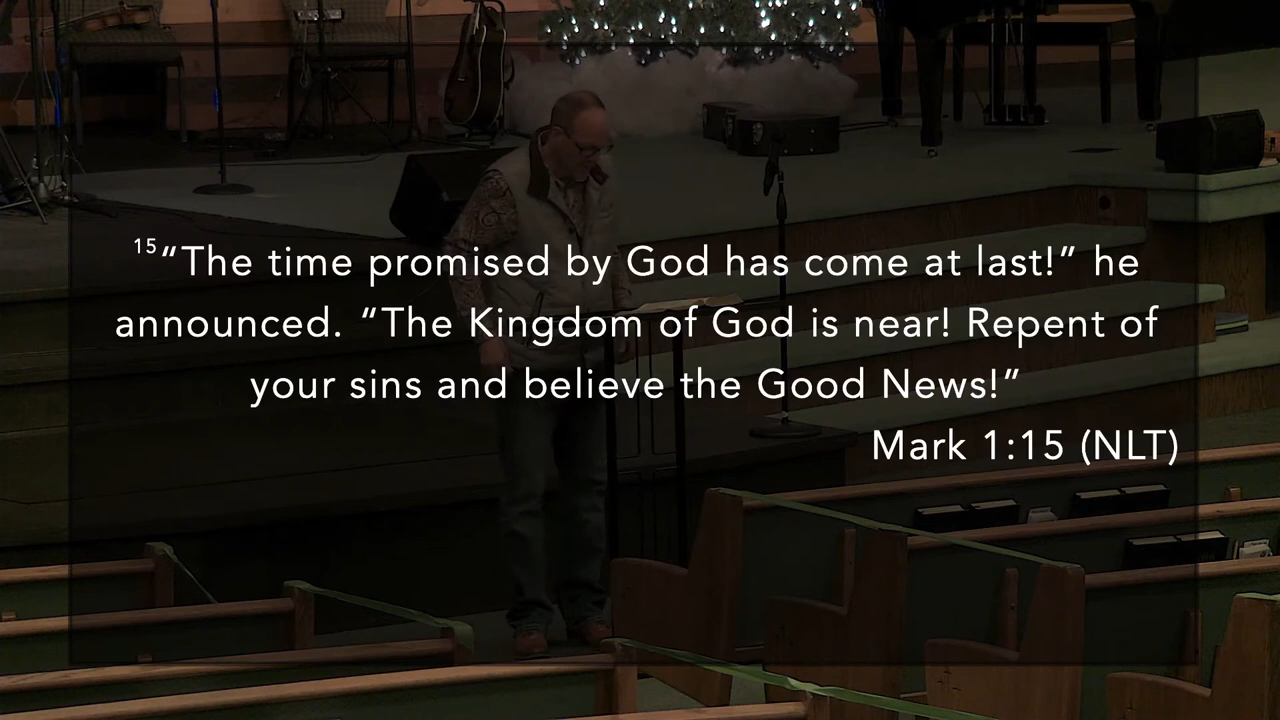 15“The time promised by God has come at last!” he
announced. “The Kingdom of God is near! Repent of
your sins and believe the Good News!”
Mark 1:15 (NLT)